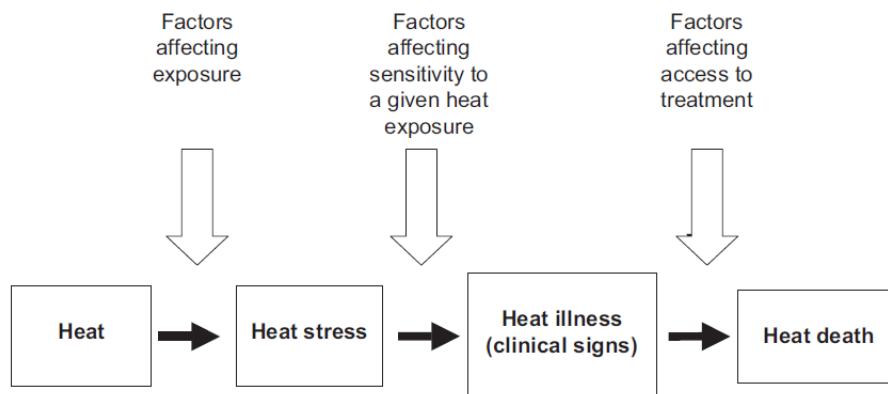 Factors
affecting
exposure
Factors
affecting
sensitivity to
a given heat
exposure
Factors
affecting
access to
treatment
Heat
Heat stress
Heat illness
(clinical signs)
Heat death